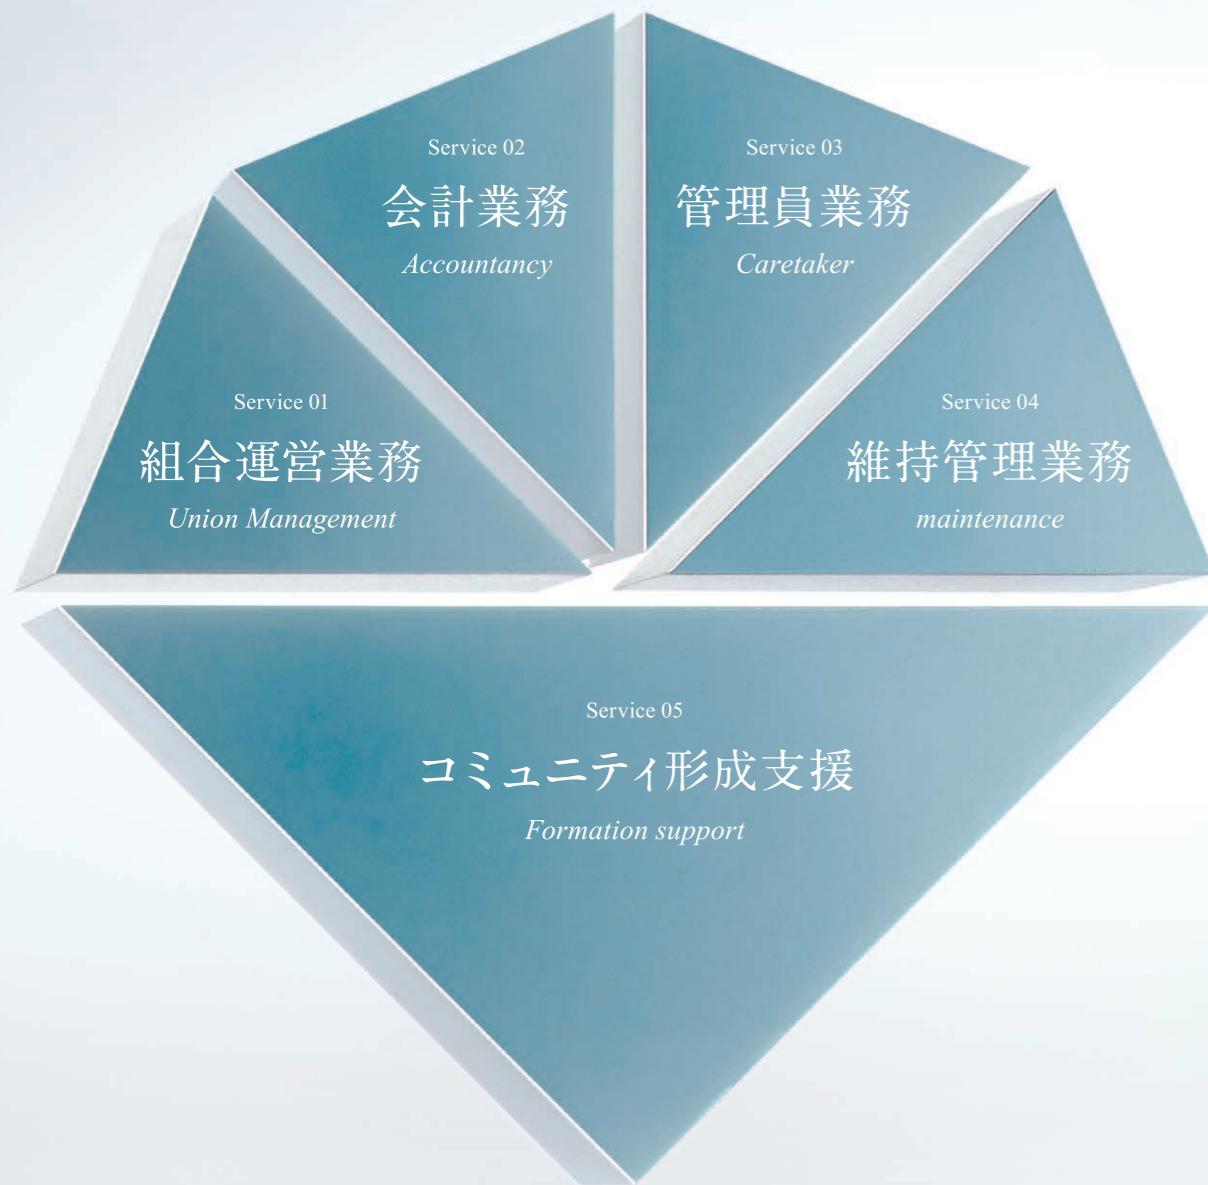 Service 01
組合運営業務
Union Management
Service 02
会計業務
Accountancy
Service 03
管理員業務
Caretaker
Service 04
維持管理業務
maintenance
Service 05
コミュニティ形成支援
Formation support